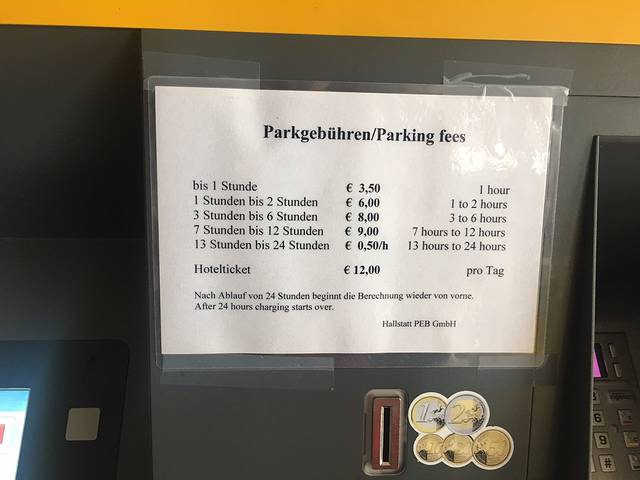 Parkgebühren/Parking fees
bis 1 Stunde € 3,50 1 hour
1 Stunden bis 2 Stunden € 6,00 1 to 2 hours
3 Stunden bis 6 Stunden € 8,00 3 to 6 hours
7 Stunden bis 12 Stunden € 9,00 7 hours to 12 hours
13 Stunden bis 24 Stunden € 0,50/h 13 hours to 24 hours
Hotelticket € 12,00 pro Tag
Nach Ablauf von 24 Stunden beginnt die Berechnung wieder von vorne.
After 24 hours charging starts over.
Hallstatt PEB GmbH
1 2
6
9
#